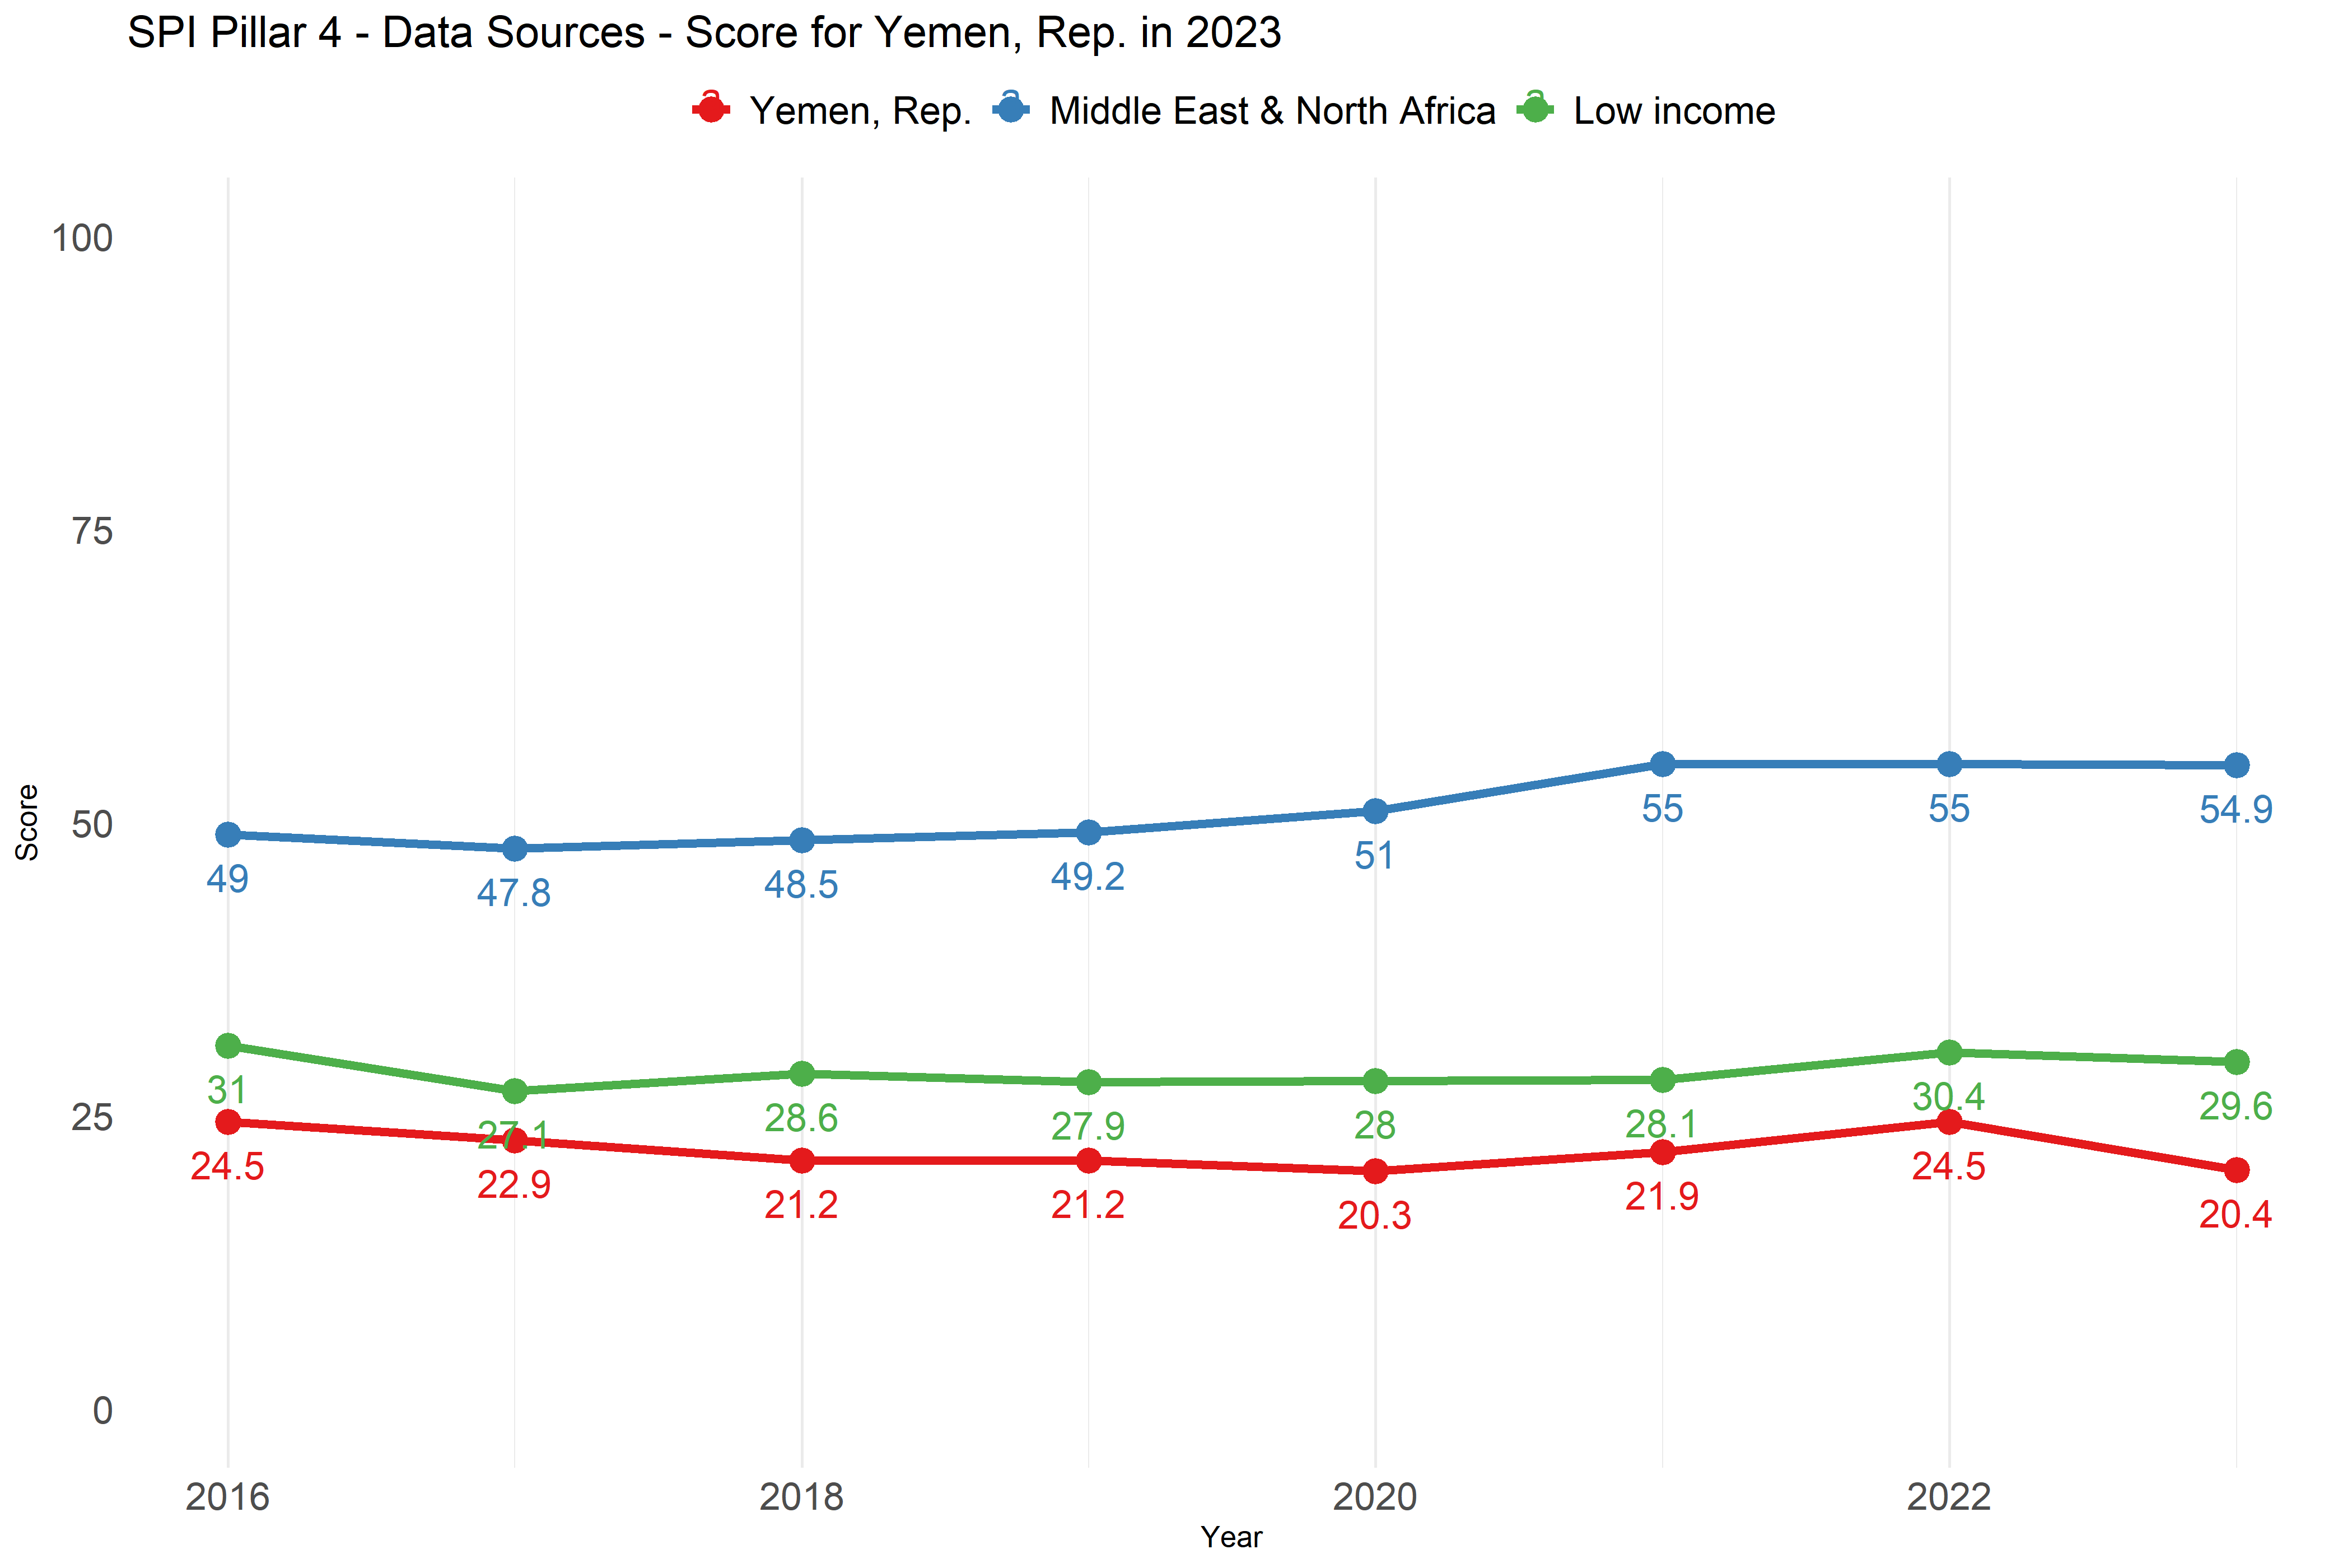 SPI Pillar 4 - Data Sources - Score for Yemen, Rep. in 2023
Yemen, Rep. Middle East & North Africa Low income
100
75
50
25
0
Score
49 47.8 48.5 49.2 51 55 55 54.9
31 27.1 28.6 27.9 28 28.1 30.4 29.6
24.5 22.9 21.2 21.2 20.3 21.9 24.5 20.4
2016 2018 2020 2022
Year